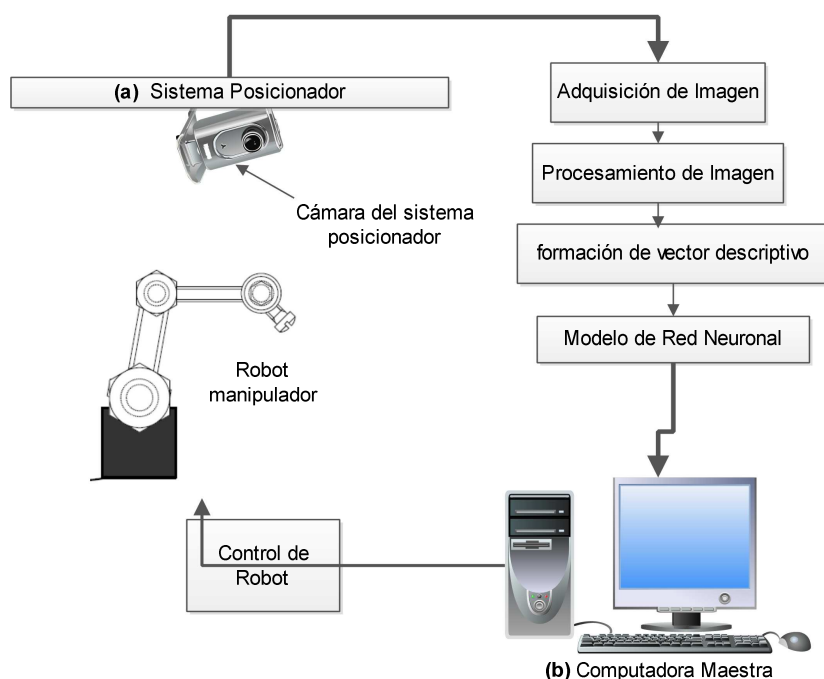 (a) Sistema Posicionador
Cámara del sistema
posicionador
Robot
manipulador
Control de
Robot
Adquisición de Imagen
Procesamiento de Imagen
formación de vector descriptivo
Modelo de Red Neuronal
(b) Computadora Maestra